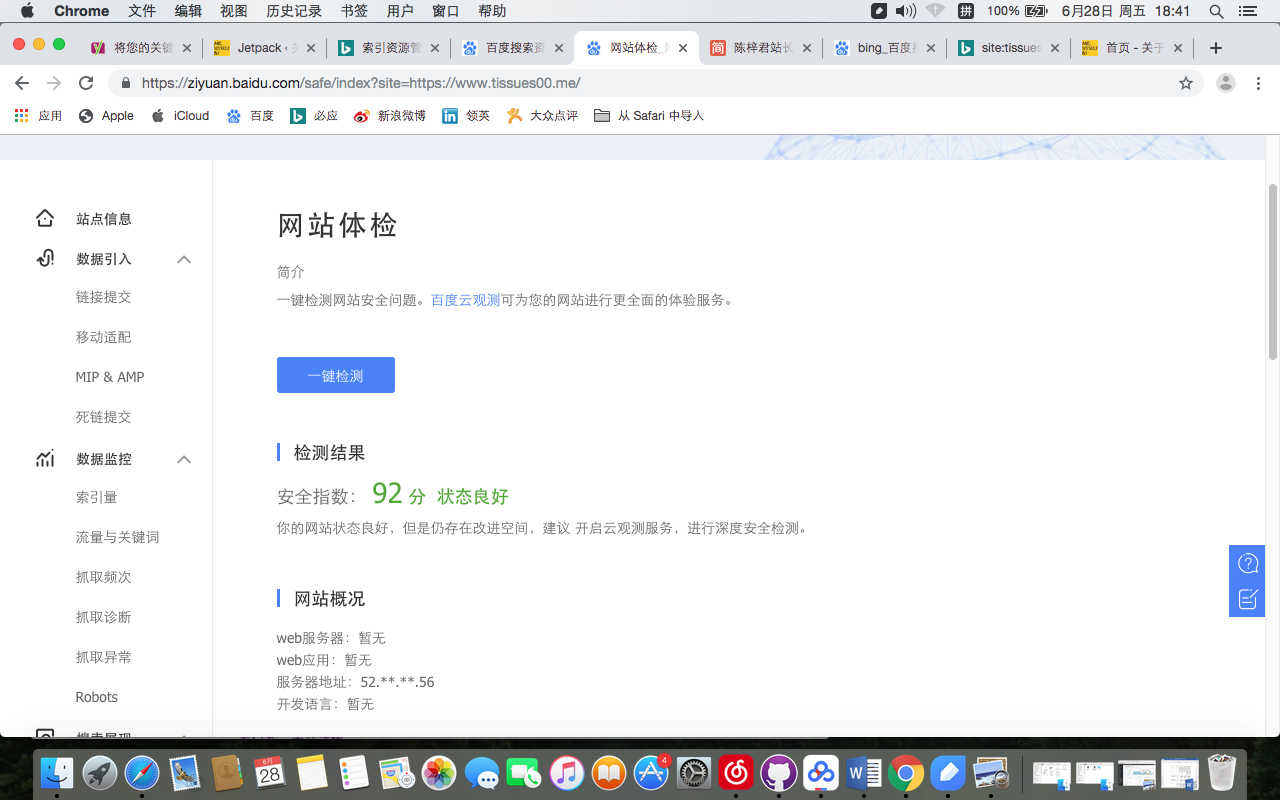 Chrome 文件 编辑 视图 历史记录 书签 用户 窗口 帮助 拼 100% 6月28日 周五 18:41
将您的关键 Jetpack ‹ 索引资源管 百度搜索资 网站体检_ 陈梓君站长 bing_百度搜 site:tissues 首页 - 关于
https://ziyuan.baidu.com/safe/index?site=https://www.tissues00.me/
应用 Apple iCloud 百度 必应 新浪微博 领英 大众点评 从 Safari 中导入
站点信息
数据引入
链接提交
移动适配
MIP & AMP
死链提交
数据监控
索引量
流量与关键词
抓取频次
抓取诊断
抓取异常
Robots
搜索展现
网站体检
简介
一键检测网站安全问题。百度云观测可为您的网站进行更全面的体验服务。
一键检测
检测结果
安全指数： 92 分 状态良好
你的网站状态良好，但是仍存在改进空间，建议 开启云观测服务，进行深度安全检测。
网站概况
web服务器：暂无
web应用：暂无
服务器地址：52.**.**.56
开发语言：暂无
6月
28
4